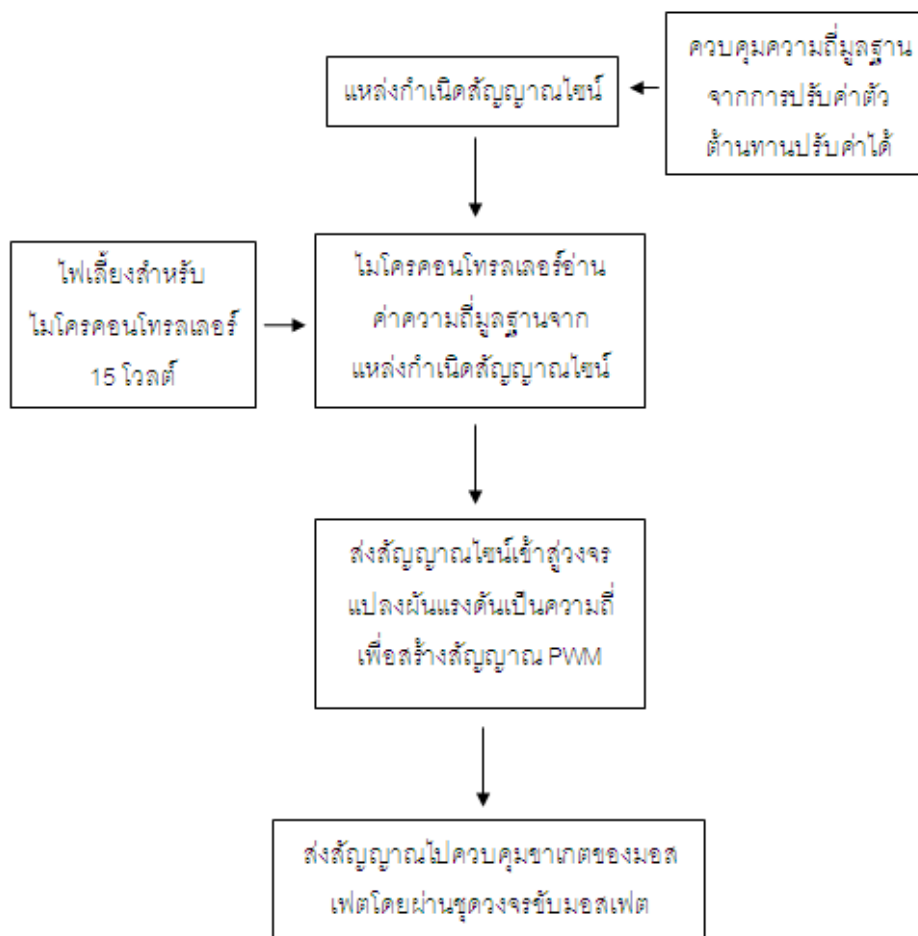 ควบคุมความถี่มูลฐาน
จากการปรับค่าตัว
ต้านทานปรับค่าได้
แหล่งกำเนิดสัญญาณไซน์
ไฟเลี้ยงสำหรับ
ไมโครคอนโทรลเลอร์
15 โวลต์
ไมโครคอนโทรลเลอร์อ่าน
ค่าความถี่มูลฐานจาก
แหล่งกำเนิดสัญญาณไซน์
ส่งสัญญาณไซน์เข้าสู่วงจร
แปลงผันแรงดันเป็นความถี่
เพื่อสร้างสัญญาณ PWM
ส่งสัญญาณไปควบคุมขาเกตของมอส
เฟตโดยผ่านชุดวงจรขับมอสเฟต